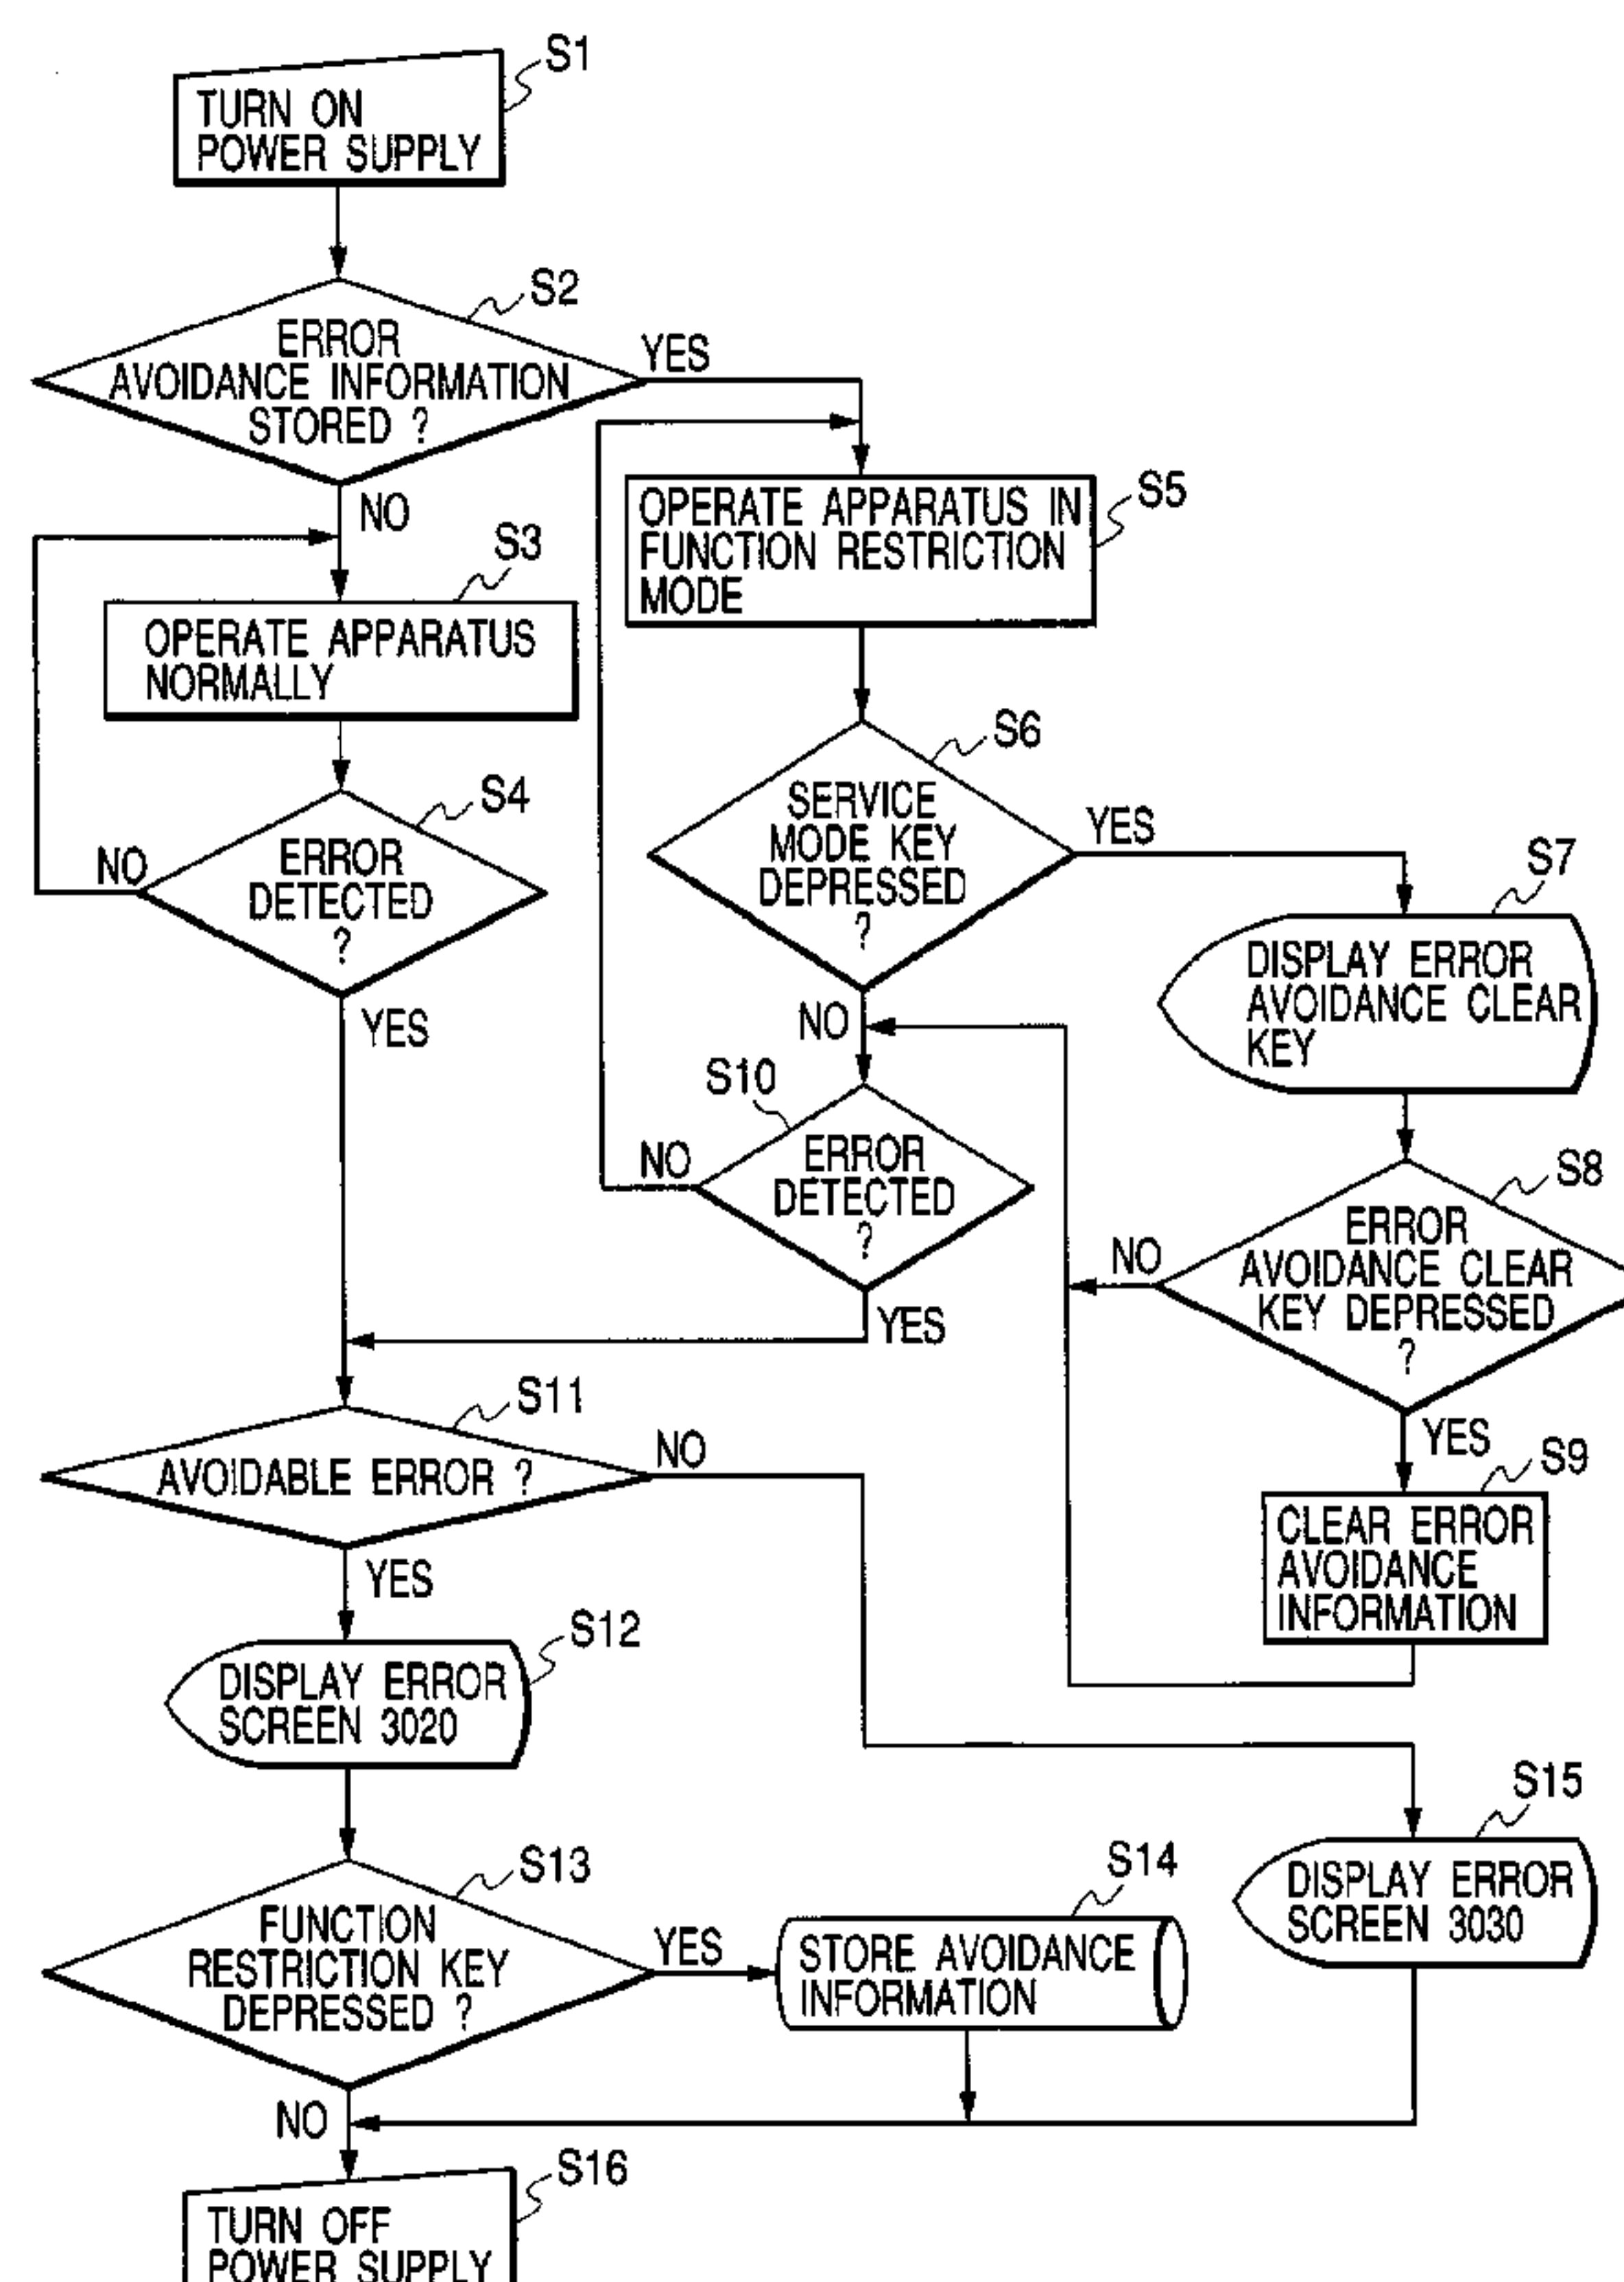 S1
TURN ON
POWER SUPPLY
S2
ERROR
AVOIDANCE INFORMATION
STORED ?
YES
NO
S3
OPERATE APPARATUS
NORMALLY
S4
ERROR
DETECTED
?
NO
YES
S5
OPERATE APPARATUS IN
FUNCTION RESTRICTION
MODE
S6
SERVICE
MODE KEY
DEPRESSED
?
YES
NO
S7
DISPLAY ERROR
AVOIDANCE CLEAR
KEY
S8
ERROR
AVOIDANCE CLEAR
KEY DEPRESSED
?
NO
YES
S9
CLEAR ERROR
AVOIDANCE
INFORMATION
S10
ERROR
DETECTED
?
NO
YES
S11
AVOIDABLE ERROR ?
NO
YES
S12
DISPLAY ERROR
SCREEN 3020
S13
FUNCTION
RESTRICTION KEY
DEPRESSED ?
YES
NO
S14
STORE AVOIDANCE
INFORMATION
S15
DISPLAY ERROR
SCREEN 3030
S16
TURN OFF
POWER SUPPLY